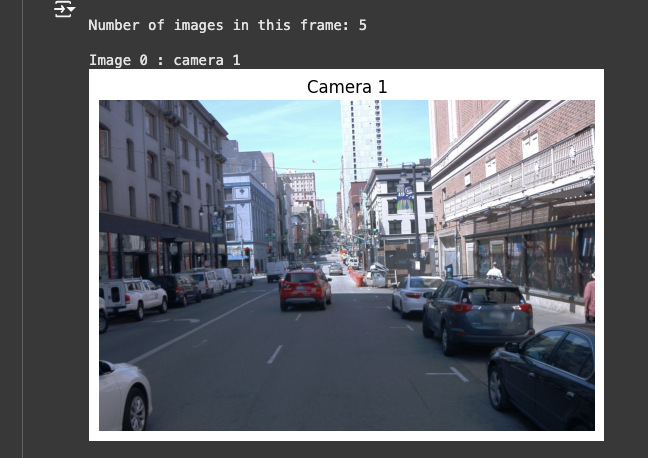 Number of images in this frame: 5
Image 0 : camera 1
Camera 1